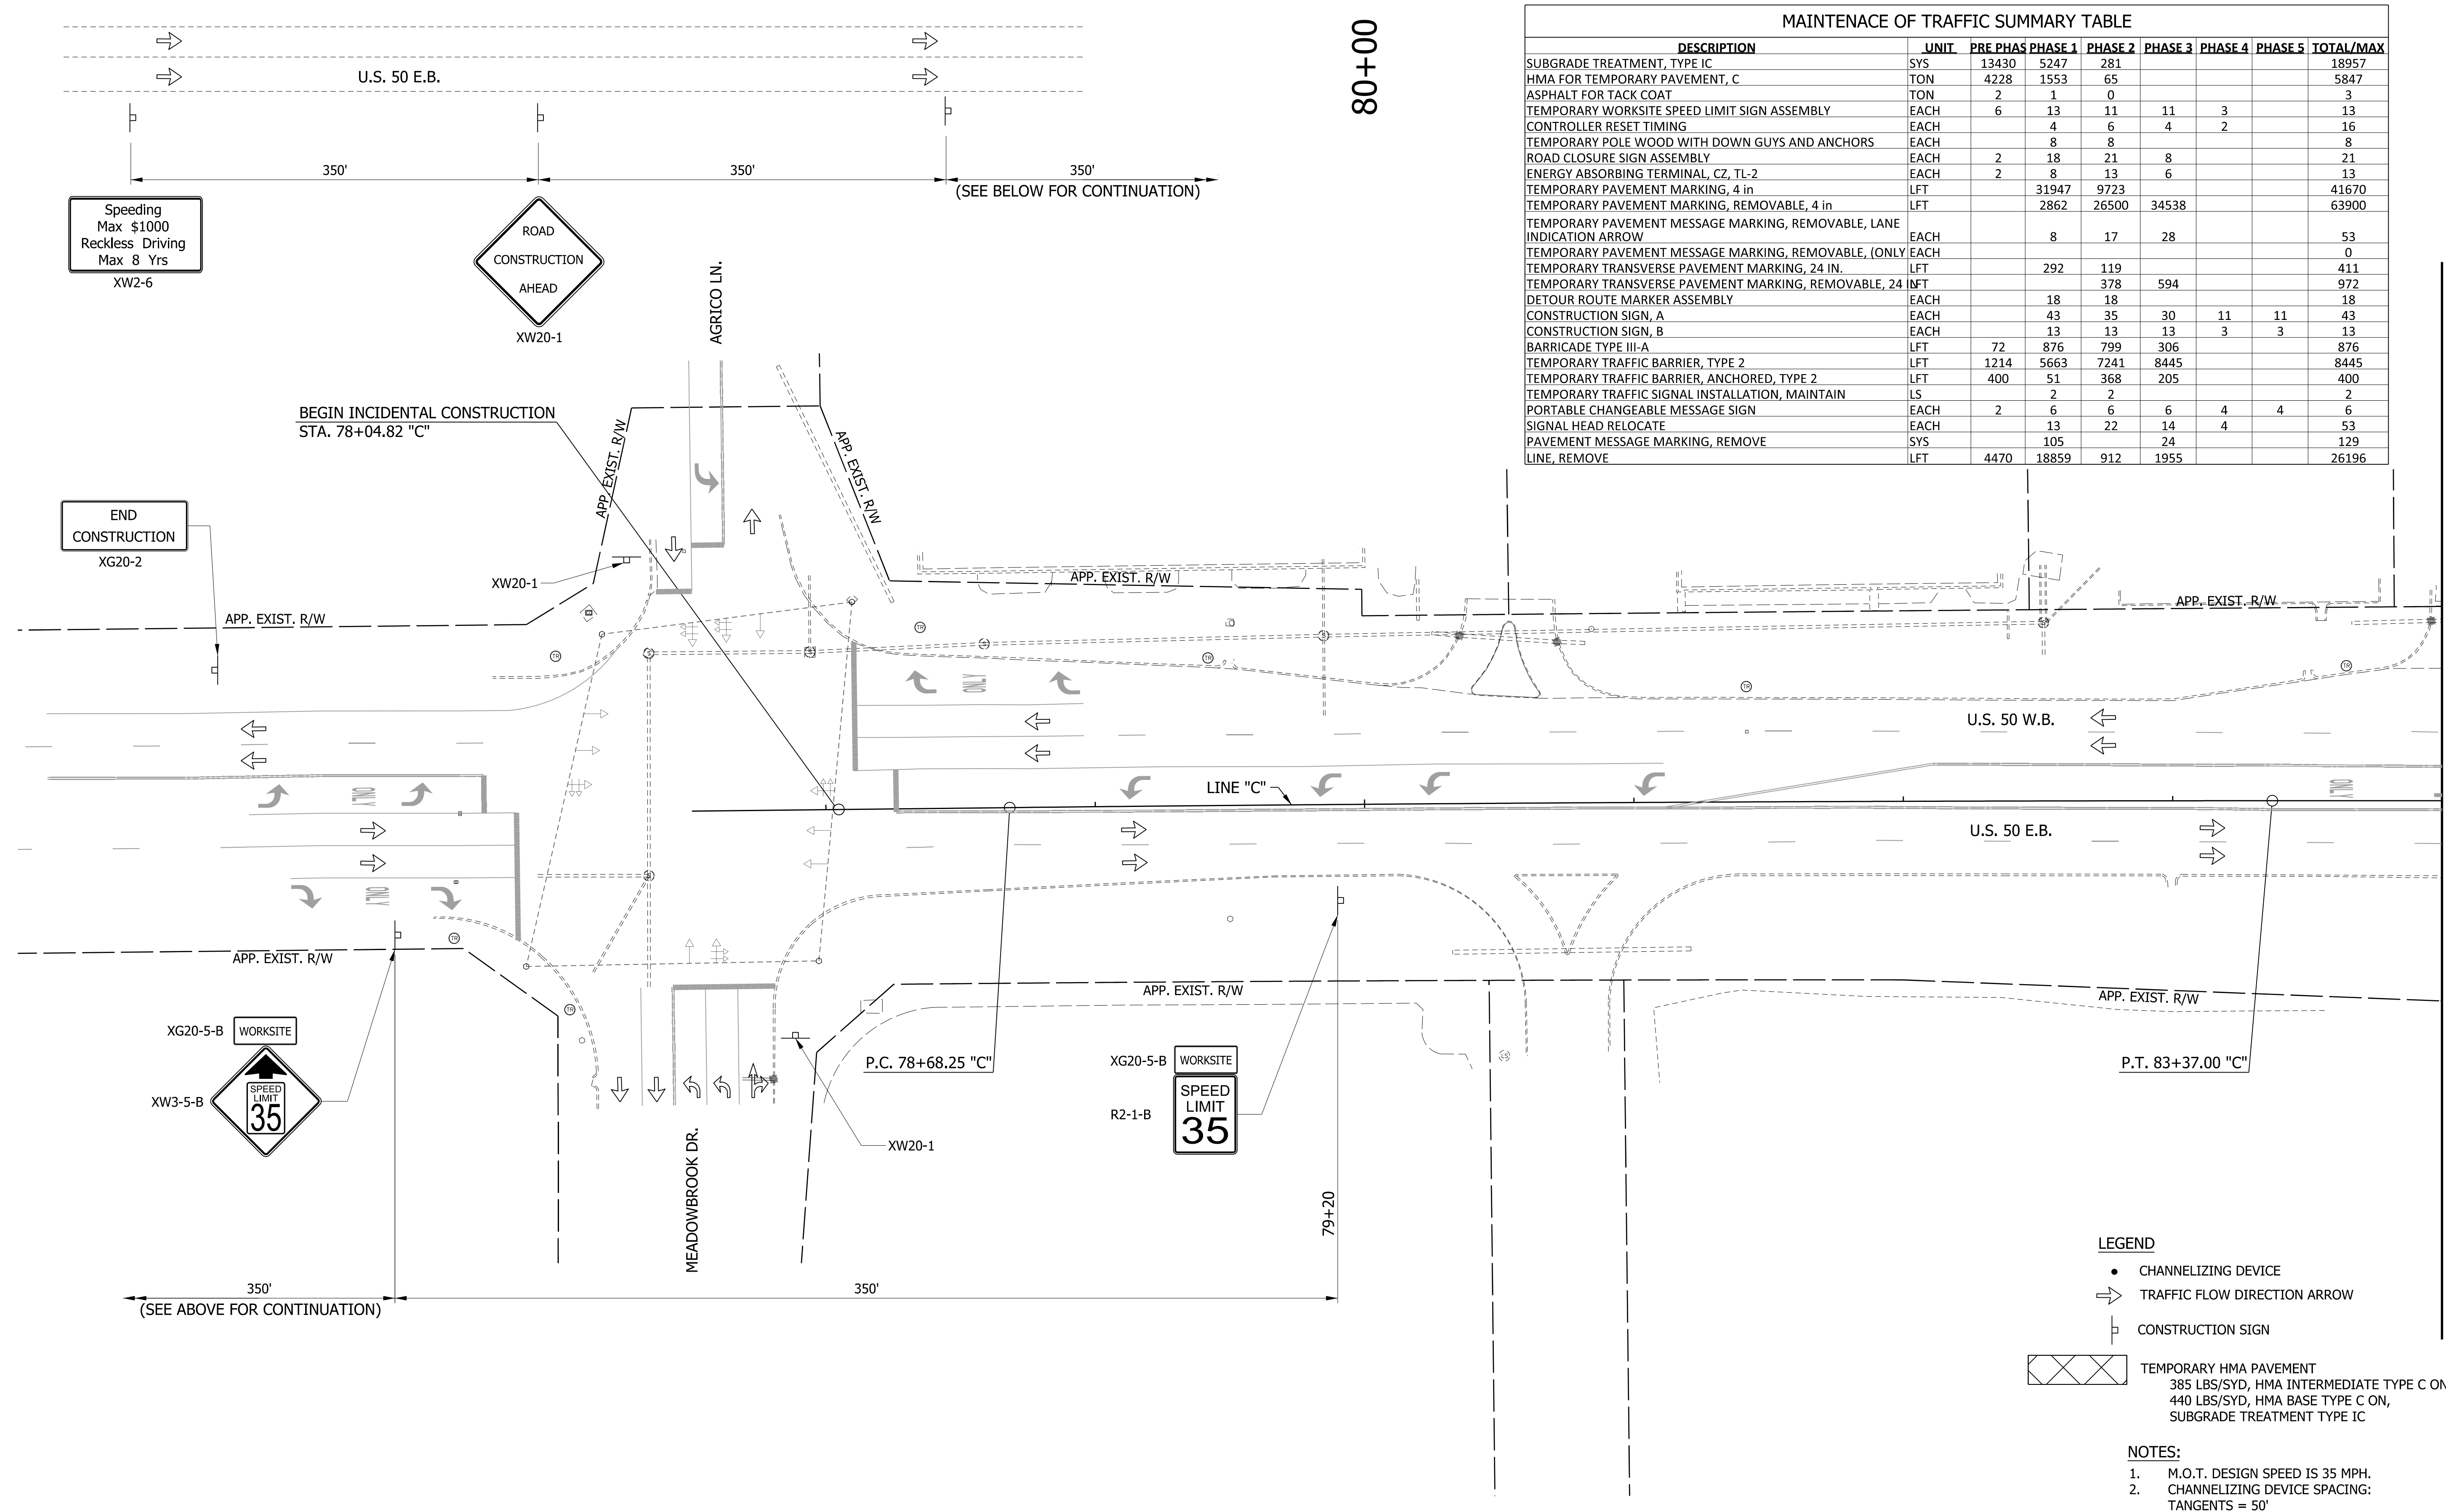 U.S. 50 E.B.
350' 350' 350'
(SEE BELOW FOR CONTINUATION)
Speeding
Max $1000
Reckless Driving
Max 8 Yrs
XW2-6
ROAD
CONSTRUCTION
AHEAD
XW20-1
80+00
MAINTENACE OF TRAFFIC SUMMARY TABLE
DESCRIPTION UNIT PRE PHAS PHASE 1 PHASE 2 PHASE 3 PHASE 4 PHASE 5 TOTAL/MAX
SUBGRADE TREATMENT, TYPE IC SYS 13430 5247 281 18957
HMA FOR TEMPORARY PAVEMENT, C TON 4228 1553 65 5847
ASPHALT FOR TACK COAT TON 2 1 0 3
TEMPORARY WORKSITE SPEED LIMIT SIGN ASSEMBLY EACH 6 13 11 11 3 13
CONTROLLER RESET TIMING EACH 4 6 4 2 16
TEMPORARY POLE WOOD WITH DOWN GUYS AND ANCHORS EACH 8 8 8
ROAD CLOSURE SIGN ASSEMBLY EACH 2 18 21 8 21
ENERGY ABSORBING TERMINAL, CZ, TL-2 EACH 2 8 13 6 13
TEMPORARY PAVEMENT MARKING, 4 in LFT 31947 9723 41670
TEMPORARY PAVEMENT MARKING, REMOVABLE, 4 in LFT 2862 26500 34538 63900
TEMPORARY PAVEMENT MESSAGE MARKING, REMOVABLE, LANE
INDICATION ARROW EACH 8 17 28 53
TEMPORARY PAVEMENT MESSAGE MARKING, REMOVABLE, (ONLY EACH 0
TEMPORARY TRANSVERSE PAVEMENT MARKING, 24 IN. LFT 292 119 411
TEMPORARY TRANSVERSE PAVEMENT MARKING, REMOVABLE, 24 IN LFT 378 594 972
DETOUR ROUTE MARKER ASSEMBLY EACH 18 18 18
CONSTRUCTION SIGN, A EACH 43 35 30 11 11 43
CONSTRUCTION SIGN, B EACH 13 13 13 3 3 13
BARRICADE TYPE III-A LFT 72 876 799 306 876
TEMPORARY TRAFFIC BARRIER, TYPE 2 LFT 1214 5663 7241 8445 8445
TEMPORARY TRAFFIC BARRIER, ANCHORED, TYPE 2 LFT 400 51 368 205 400
TEMPORARY TRAFFIC SIGNAL INSTALLATION, MAINTAIN LS 2 2 2
PORTABLE CHANGEABLE MESSAGE SIGN EACH 2 6 6 6 4 4 6
SIGNAL HEAD RELOCATE EACH 13 22 14 4 53
PAVEMENT MESSAGE MARKING, REMOVE SYS 105 24 129
LINE, REMOVE LFT 4470 18859 912 1955 26196
AGRICO LN.
BEGIN INCIDENTAL CONSTRUCTION
STA. 78+04.82 "C"
APP. EXIST. R/W
APP. EXIST. R/W
END
CONSTRUCTION
XG20-2
XW20-1
APP. EXIST. R/W
APP. EXIST. R/W
APP. EXIST. R/W
TR
TR
TR
TR
TR
U.S. 50 W.B.
ONLY
ONLY
ONLY
ONLY
LINE "C"
U.S. 50 E.B.
TR
TR
APP. EXIST. R/W
APP. EXIST. R/W
APP. EXIST. R/W
LS
XG20-5-B
WORKSITE
XW3-5-B
SPEED
LIMIT
35
P.C. 78+68.25 "C"
XG20-5-B
WORKSITE
R2-1-B
SPEED
LIMIT
35
P.T. 83+37.00 "C"
XW20-1
MEADOWBROOK DR.
79+20
350' 350'
(SEE ABOVE FOR CONTINUATION)
LEGEND
CHANNELIZING DEVICE
TRAFFIC FLOW DIRECTION ARROW
CONSTRUCTION SIGN
TEMPORARY HMA PAVEMENT
385 LBS/SYD, HMA INTERMEDIATE TYPE C ON
440 LBS/SYD, HMA BASE TYPE C ON,
SUBGRADE TREATMENT TYPE IC
NOTES:
1. M.O.T. DESIGN SPEED IS 35 MPH.
2. CHANNELIZING DEVICE SPACING:
TANGENTS = 50'